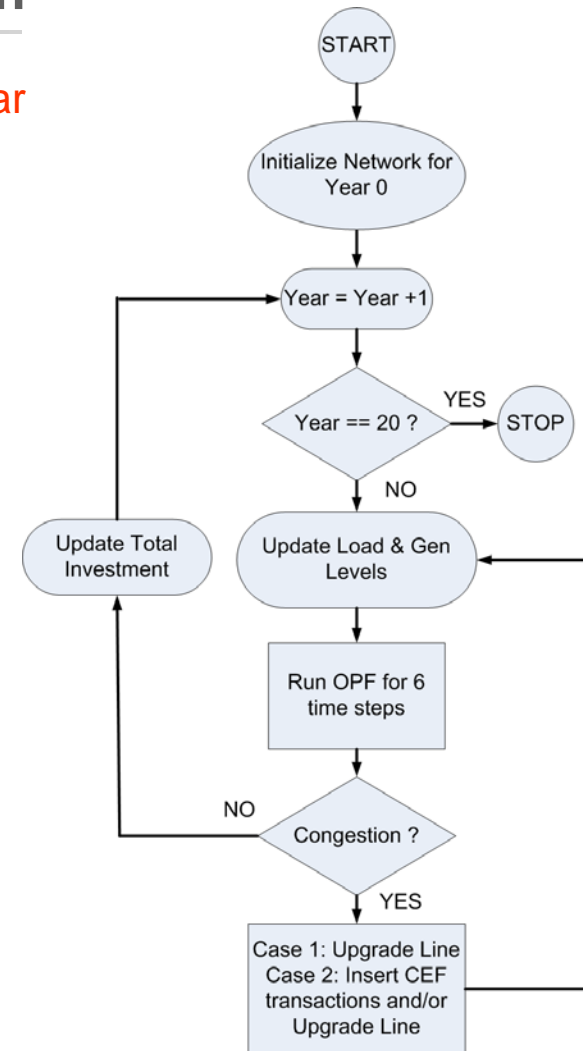 ar
START
Initialize Network for
Year 0
Year = Year +1
Year == 20 ?
YES
STOP
NO
Update Total
Investment
Update Load & Gen
Levels
Run OPF for 6
time steps
NO
Congestion ?
YES
Case 1: Upgrade Line
Case 2: Insert CEF
transactions and/or
Upgrade Line